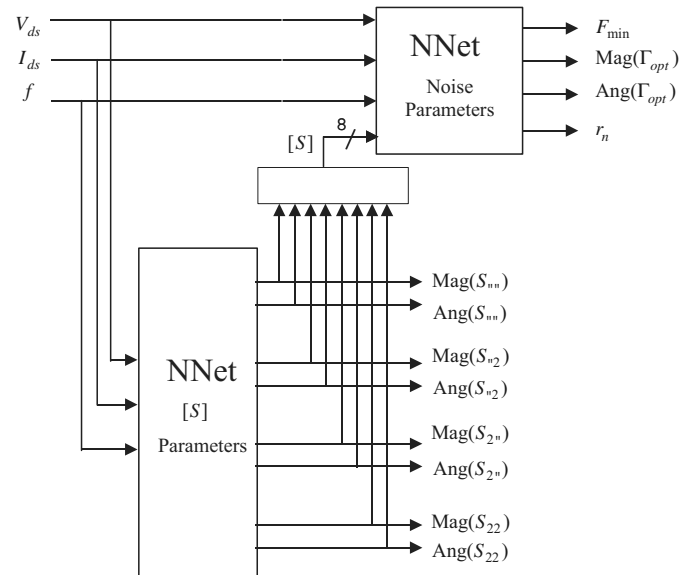 V_ds
I_ds
f
NNet
Noise
Parameters
F_min
Mag(Γ_opt)
Ang(Γ_opt)
r_n
[S]
8
NNet
[S]
Parameters
Mag(S_"")
Ang(S_"")
Mag(S_"2)
Ang(S_"2)
Mag(S_2")
Ang(S_2")
Mag(S_22)
Ang(S_22)